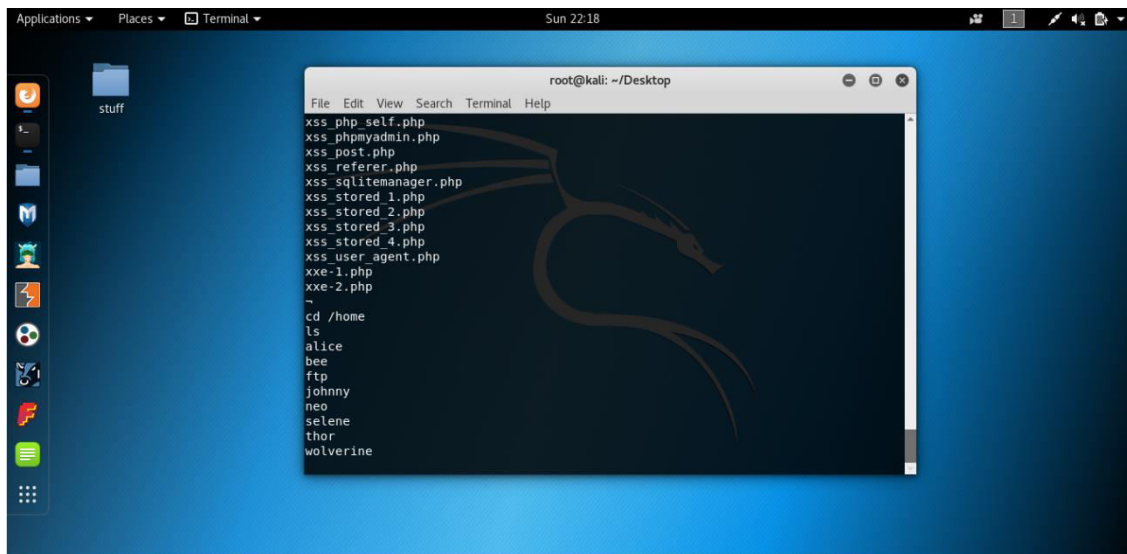 Applications Places Terminal Sun 22:18 1
stuff
root@kali: ~/Desktop
File Edit View Search Terminal Help
xss_php_self.php
xss_phpmyadmin.php
xss_post.php
xss_referer.php
xss_sqlitemanager.php
xss_stored_1.php
xss_stored_2.php
xss_stored_3.php
xss_stored_4.php
xss_user_agent.php
xxe-1.php
xxe-2.php
¬
cd /home
ls
alice
bee
ftp
johnny
neo
selene
thor
wolverine